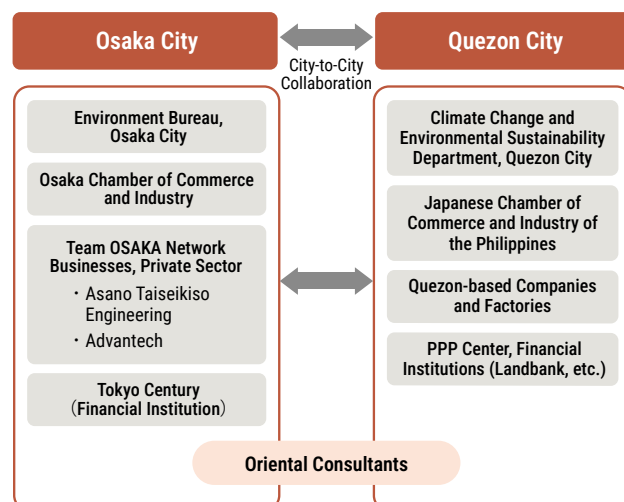 Osaka City
City-to-City
Collaboration
Quezon City
Environment Bureau,
Osaka City
Osaka Chamber of Commerce
and Industry
Team OSAKA Network
Businesses, Private Sector
・Asano Taiseikiso
Engineering
・Advantech
Tokyo Century
（Financial Institution）
Climate Change and
Environmental Sustainability
Department, Quezon City
Japanese Chamber of
Commerce and Industry of
the Philippines
Quezon-based Companies
and Factories
PPP Center, Financial
Institutions (Landbank, etc.)
Oriental Consultants